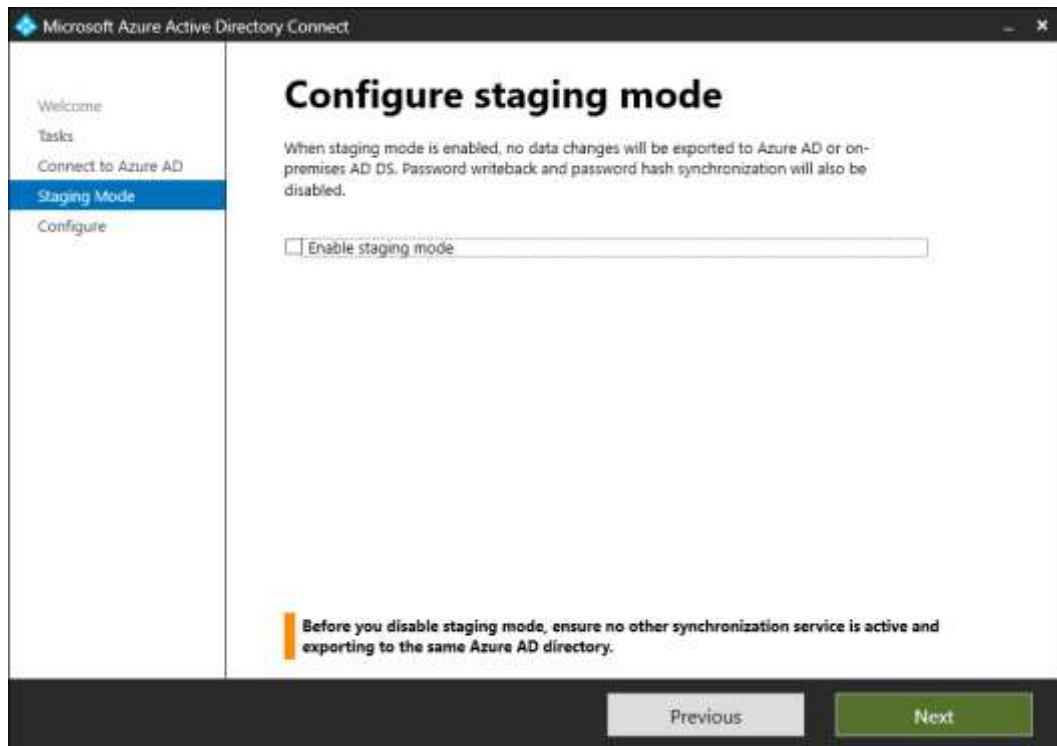 Microsoft Azure Active Directory Connect
Welcome
Tasks
Connect to Azure AD
Staging Mode
Configure
Configure staging mode
When staging mode is enabled, no data changes will be exported to Azure AD or on-
premises AD DS. Password writeback and password hash synchronization will also be
disabled.
Enable staging mode
Before you disable staging mode, ensure no other synchronization service is active and
exporting to the same Azure AD directory.
Previous
Next